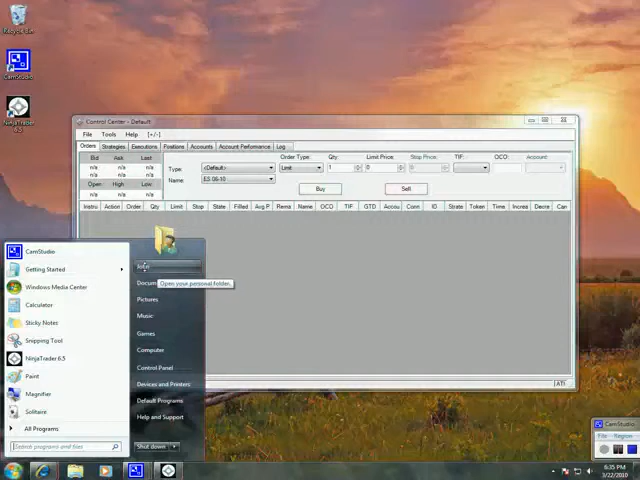 Recycle Bin
CamStudio
NinjaTrader 6.5
Control Center - Default
File Tools Help [+/-]
Orders Strategies Executions Positions Accounts Account Performance Log
Bid Ask Last
n/a n/a n/a
n/a n/a n/a
Open High Low
n/a n/a n/a
Type: <Default>
Name: ES 06-10
Order Type: Limit
Qty: 1
Limit Price: 0
Stop Price: 0
TIF:
OCO:
Account:
Buy Sell
Instru Action Order Qty Limit Stop State Filled Avg P Rema Name OCO TIF GTD Accou Conn ID Strate Token Time Increa Decre Can
ATI
CamStudio
Getting Started
Windows Media Center
Calculator
Sticky Notes
Snipping Tool
NinjaTrader 6.5
Paint
Magnifier
Solitaire
All Programs
Search programs and files
Docum
Open your personal folder.
Pictures
Music
Games
Computer
Control Panel
Devices and Printers
Default Programs
Help and Support
Shut down
CamStudio
File Region
6:35 PM
3/22/2010